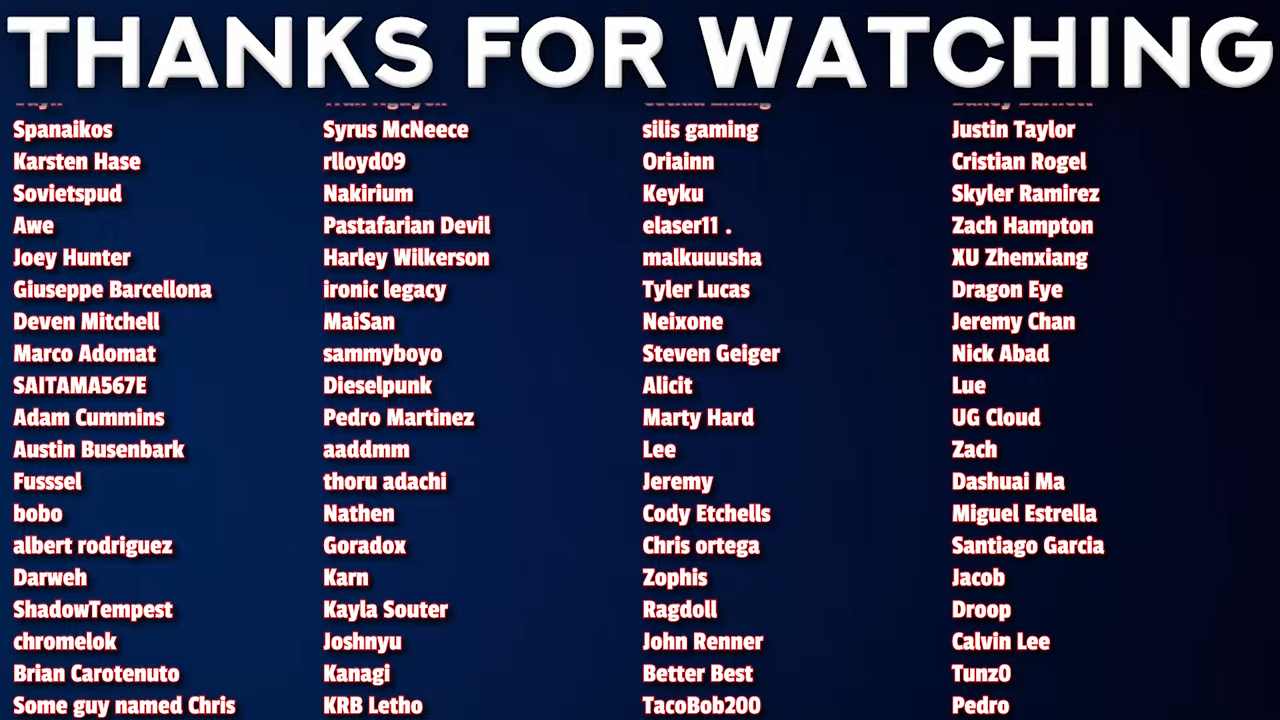 THANKS FOR WATCHING
Spanaikos
Karsten Hase
Sovietspud
Awe
Joey Hunter
Giuseppe Barcellona
Deven Mitchell
Marco Adomat
SAITAMA567E
Adam Cummins
Austin Busenbark
Fusssel
bobo
albert rodriguez
Darweh
ShadowTempest
chromelok
Brian Carotenuto
Some guy named Chris
Syrus McNeece
rlloyd09
Nakirium
Pastafarian Devil
Harley Wilkerson
ironic legacy
MaiSan
sammyboyo
Dieselpunk
Pedro Martinez
aaddmm
thoru adachi
Nathen
Goradox
Karn
Kayla Souter
Joshnyu
Kanagi
KRB Letho
silis gaming
Oriainn
Keyku
elaser11 .
malkuuusha
Tyler Lucas
Neixone
Steven Geiger
Alicit
Marty Hard
Lee
Jeremy
Cody Etchells
Chris ortega
Zophis
Ragdoll
John Renner
Better Best
TacoBob200
Justin Taylor
Cristian Rogel
Skyler Ramirez
Zach Hampton
XU Zhenxiang
Dragon Eye
Jeremy Chan
Nick Abad
Lue
UG Cloud
Zach
Dashuai Ma
Miguel Estrella
Santiago Garcia
Jacob
Droop
Calvin Lee
Tunz0
Pedro